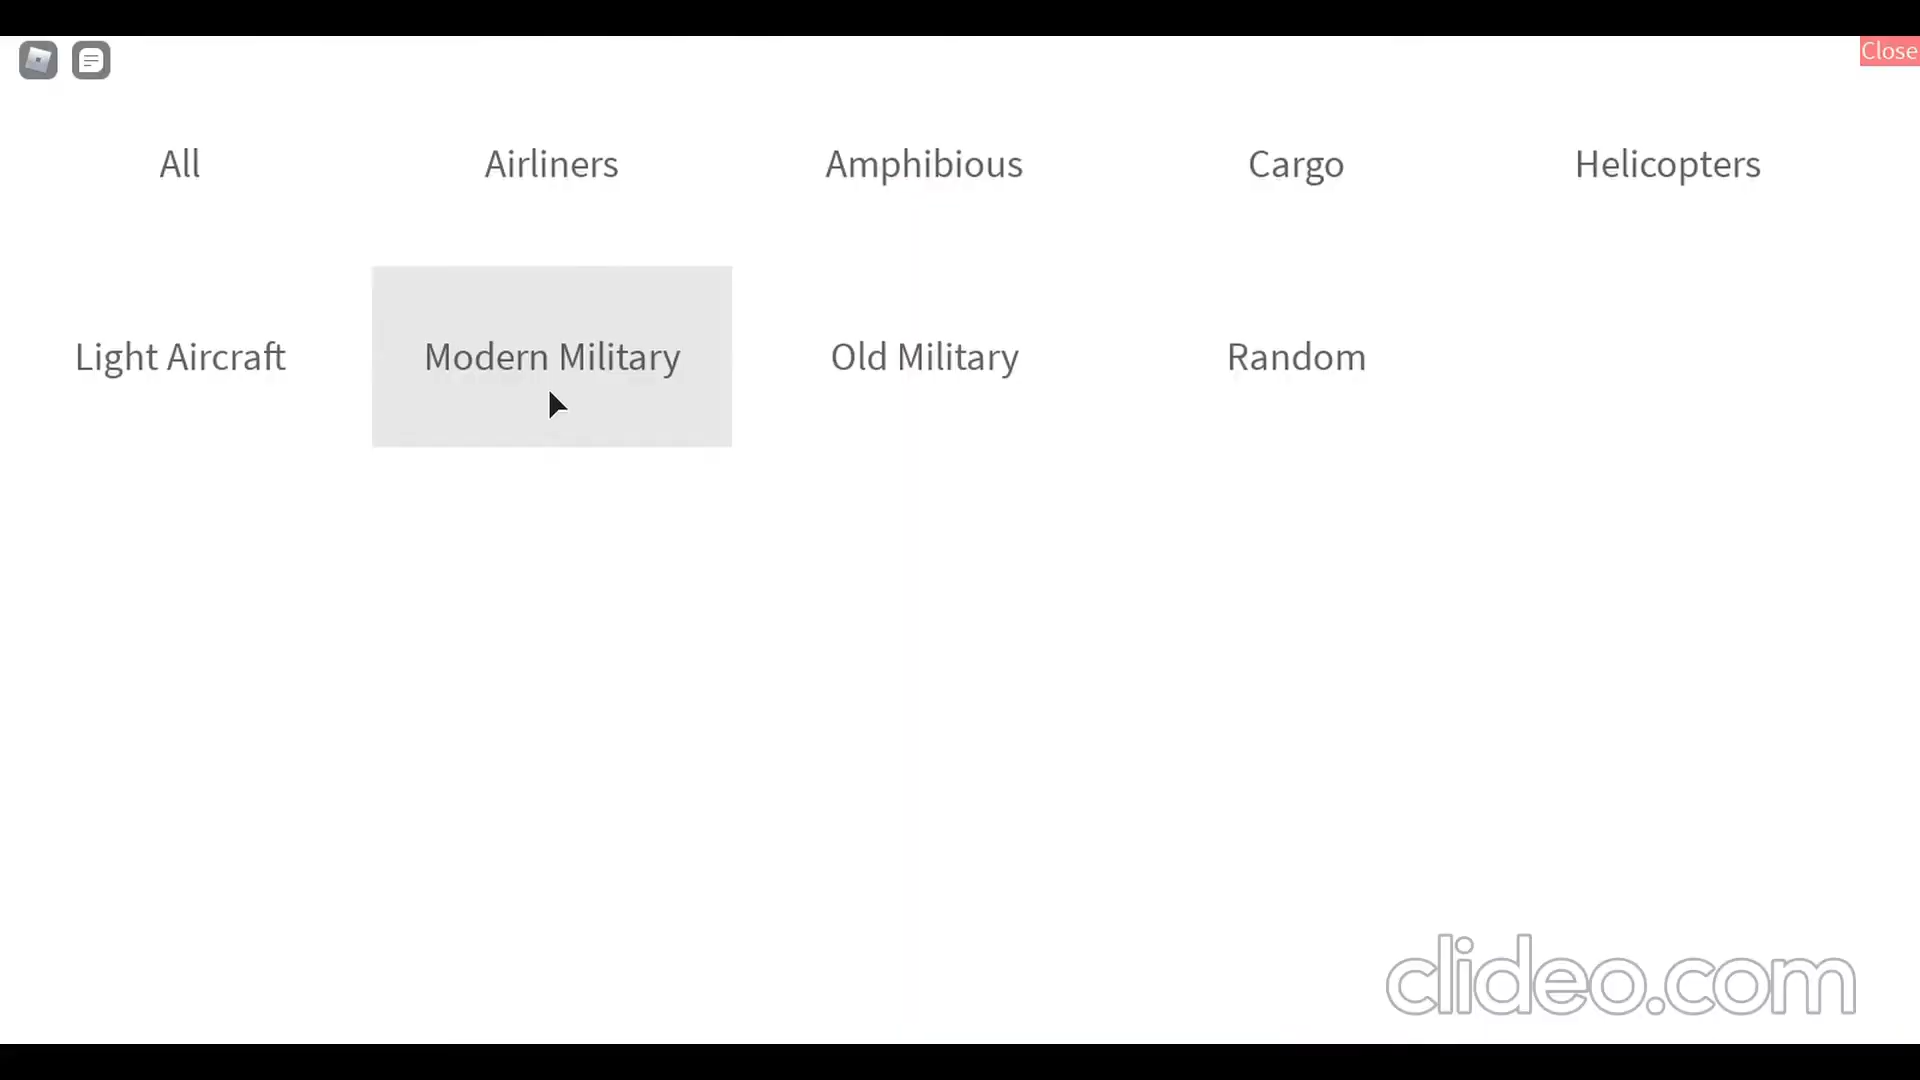 Close
All
Airliners
Amphibious
Cargo
Helicopters
Light Aircraft
Modern Military
Old Military
Random
clideo.com